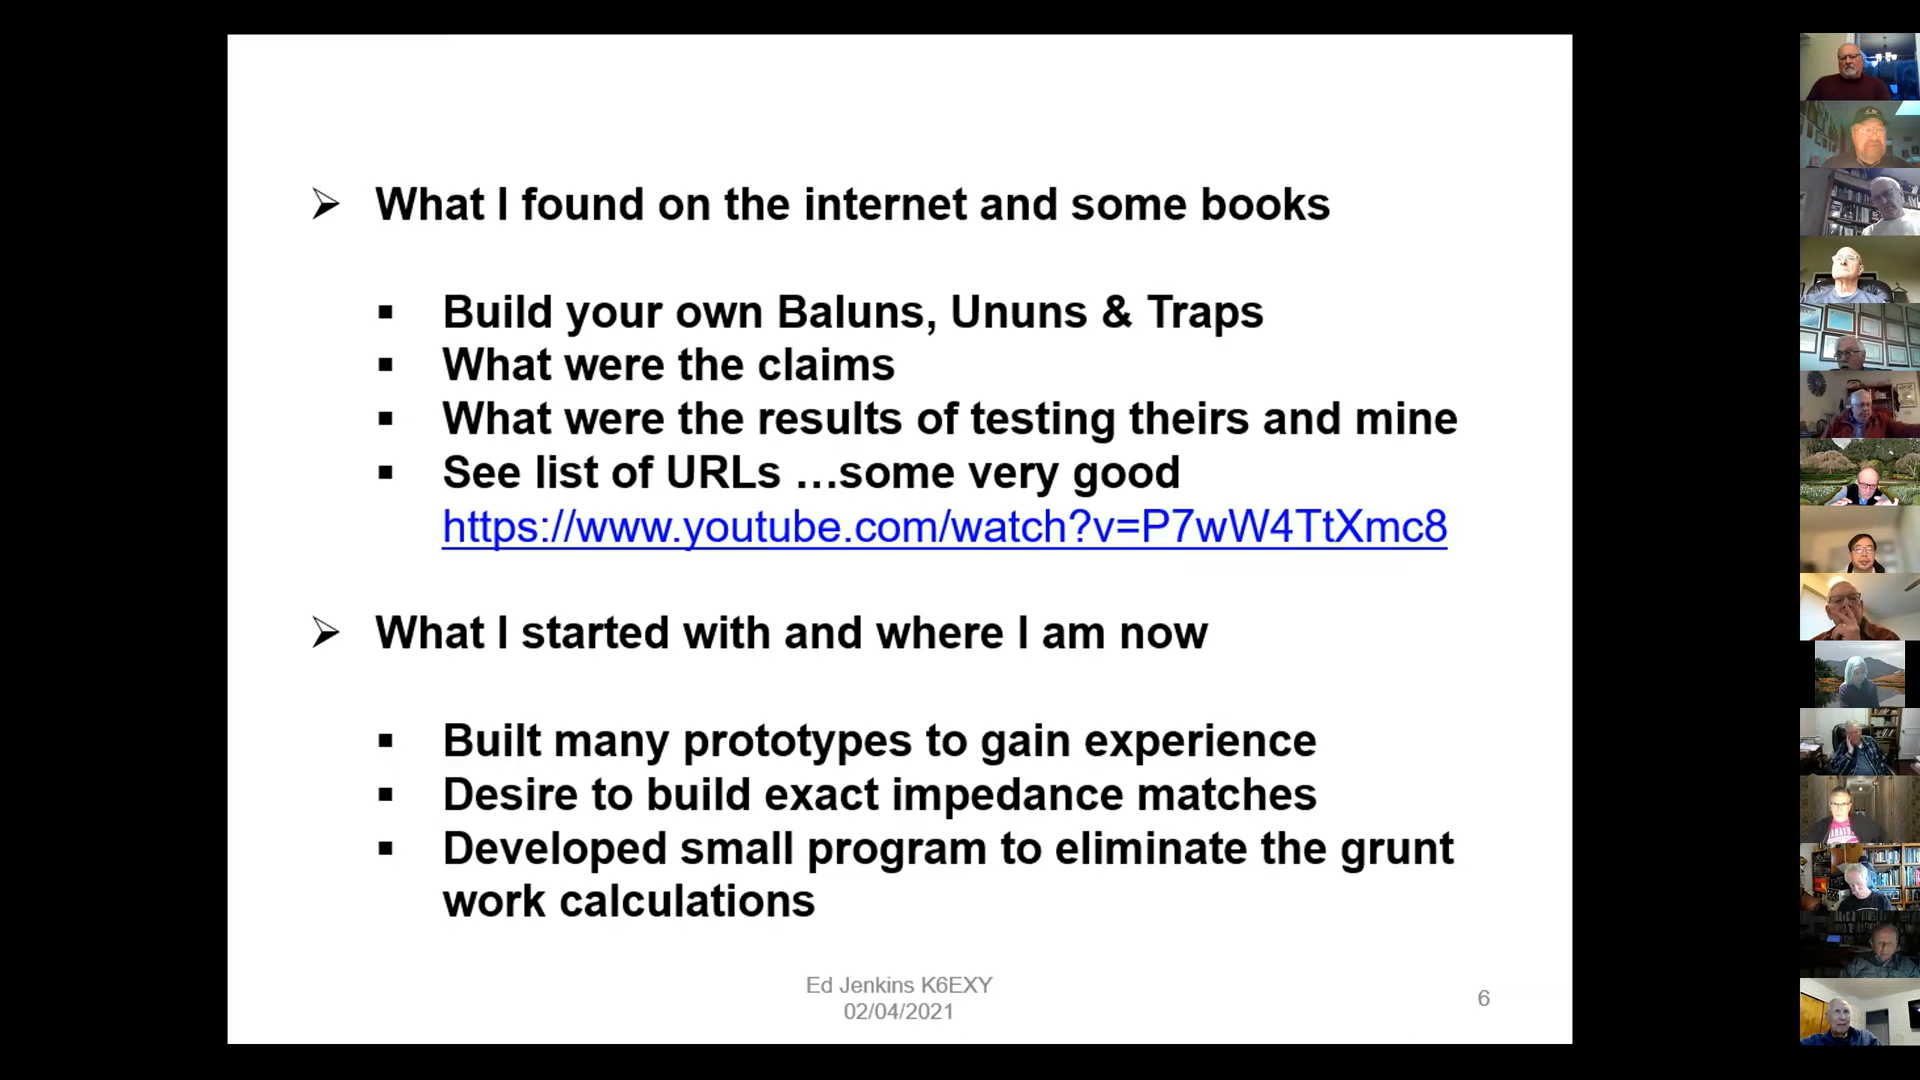 What I found on the internet and some books
Build your own Baluns, Ununs & Traps
What were the claims
What were the results of testing theirs and mine
See list of URLs …some very good
https://www.youtube.com/watch?v=P7wW4TtXmc8
What I started with and where I am now
Built many prototypes to gain experience
Desire to build exact impedance matches
Developed small program to eliminate the grunt
work calculations
Ed Jenkins K6EXY
02/04/2021
6